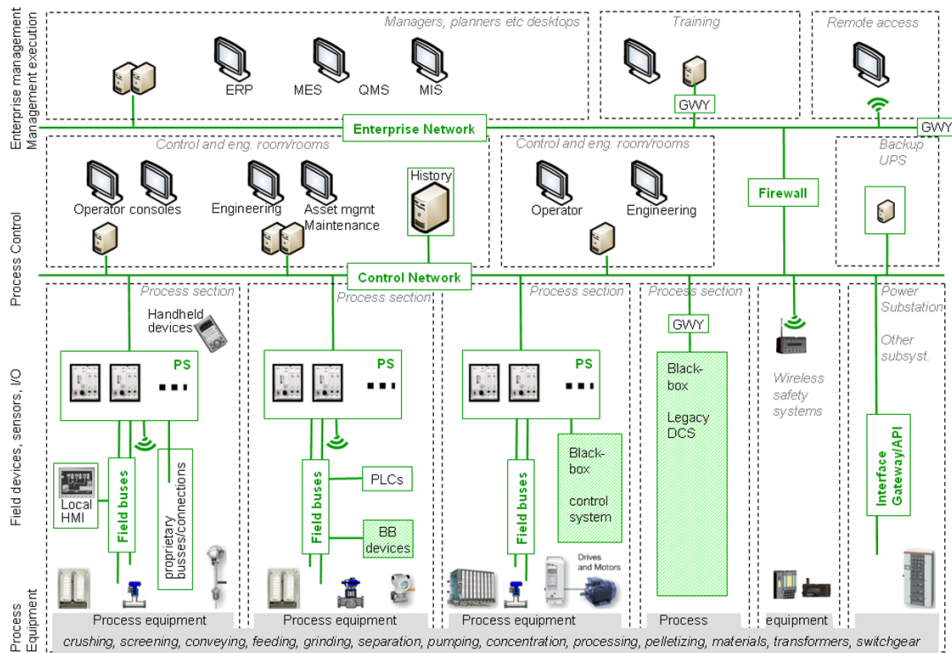 Managers, planners etc desktops
Training
Remote access
Enterprise management
Management execution
ERP
MES
QMS
MIS
GWY
GWY
Enterprise Network
Control and eng. room/rooms
Control and eng. room/rooms
Backup
UPS
Process Control
Operator consoles
Engineering
Asset mgmt
Maintenance
History
Operator
Engineering
Firewall
Control Network
Field devices, sensors, I/O
Process section
Process section
Process section
Process section
Power
Substation
Other
subsyst.
Handheld
devices
PS
PS
PS
GWY
Black-
box
Legacy
DCS
Wireless
safety
systems
Local
HMI
Field buses
proprietary
busses/connections
Field buses
PLCs
BB
devices
Field buses
Black-
box
control
system
Interface
Gateway/API
Drives
and Motors
Process
Equipment
Process equipment
Process equipment
Process equipment
Process
equipment
crushing, screening, conveying, feeding, grinding, separation, pumping, concentration, processing, pelletizing, materials, transformers, switchgear